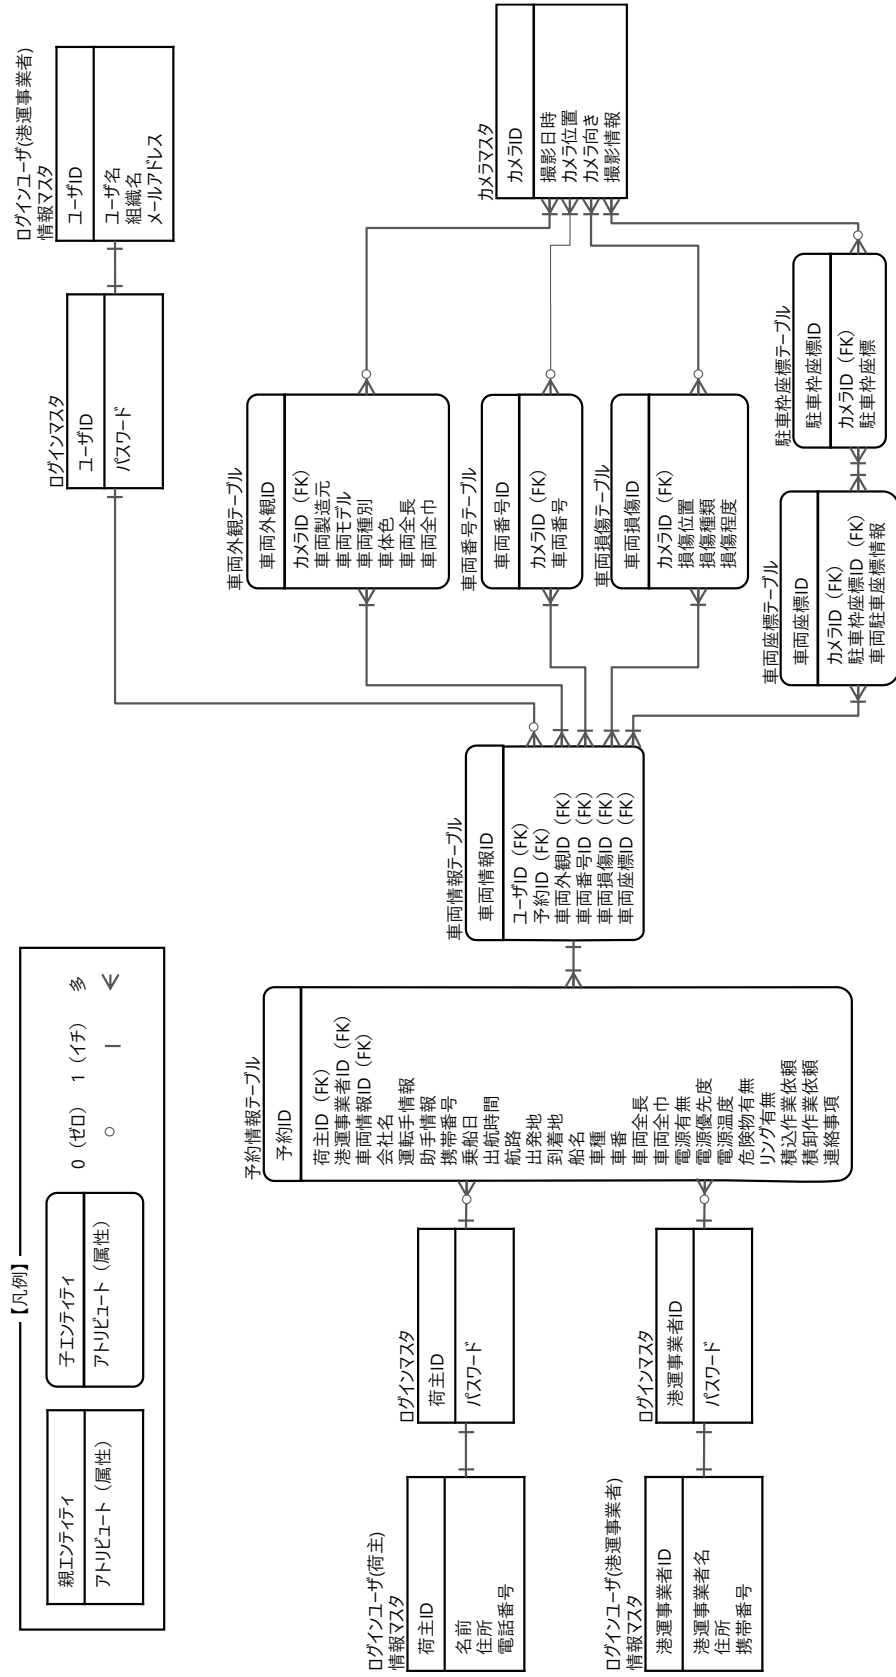 【凡例】
親エンティティ
アトリビュート（属性）
子エンティティ
アトリビュート（属性）
0（ゼロ）
1（イチ）
多
ログインユーザ(荷主)
情報マスタ
荷主ID
名前
住所
電話番号
ログインマスタ
荷主ID
パスワード
ログインユーザ(港運事業者)
情報マスタ
港運事業者ID
港運事業者名
住所
携帯番号
ログインマスタ
港運事業者ID
パスワード
予約情報テーブル
予約ID
荷主ID（FK）
港運事業者ID（FK）
車両情報ID（FK）
会社名
運転手情報
助手情報
携帯番号
乗船日
出航時間
航路
出発地
到着地
船名
車種
車番
車両全長
車両全巾
電源有無
電源優先度
電源温度
危険物有無
リング有無
積込作業依頼
積卸作業依頼
連絡事項
車両情報テーブル
車両情報ID
ユーザID（FK）
予約ID（FK）
車両外観ID（FK）
車両番号ID（FK）
車両損傷ID（FK）
車両座標ID（FK）
ログインマスタ
ユーザID
パスワード
ログインユーザ(港運事業者)
情報マスタ
ユーザID
ユーザ名
組織名
メールアドレス
車両外観テーブル
車両外観ID
カメラID（FK）
車両製造元
車両モデル
車両種別
車体色
車両全長
車両全巾
車両番号テーブル
車両番号ID
カメラID（FK）
車両番号
車両損傷テーブル
車両損傷ID
カメラID（FK）
損傷位置
損傷種類
損傷程度
車両座標テーブル
車両座標ID
カメラID（FK）
駐車枠座標ID（FK）
車両駐車座標情報
駐車枠座標テーブル
駐車枠座標ID
カメラID（FK）
駐車枠座標
カメラマスタ
カメラID
撮影日時
カメラ位置
カメラ向き
撮影情報